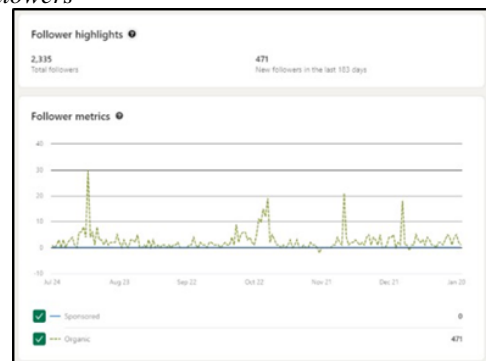 Follower highlights
2,335 471
Total followers New followers in the last 183 days
Follower metrics
40
30
20
10
0
-10
Jul 24 Aug 23 Sep 22 Oct 22 Nov 21 Dec 21 Jan 20
Sponsored 0
Organic 471